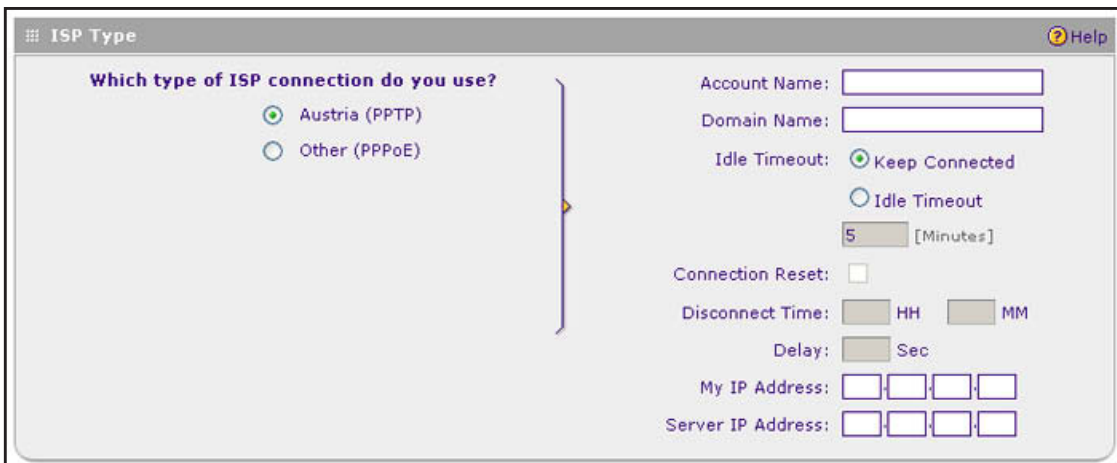 ISP Type
Help
Which type of ISP connection do you use?
Austria (PPTP)
Other (PPPoE)
Account Name:
Domain Name:
Idle Timeout: Keep Connected
Idle Timeout
5 [Minutes]
Connection Reset:
Disconnect Time: HH MM
Delay: Sec
My IP Address: . . .
Server IP Address: . . .